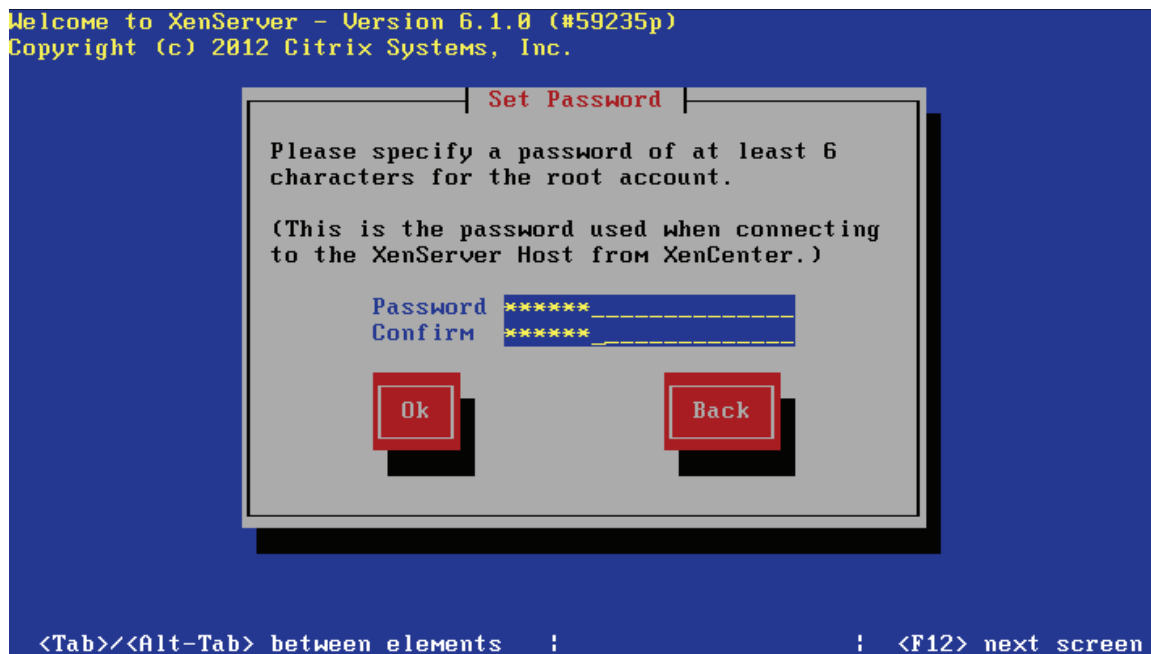 Welcome to XenServer - Version 6.1.0 (#59235p)
Copyright (c) 2012 Citrix Systems, Inc.
Set Password
Please specify a password of at least 6
characters for the root account.
(This is the password used when connecting
to the XenServer Host from XenCenter.)
Password ******______________
Confirm ******______________
Ok Back
<Tab>/<Alt-Tab> between elements | | <F12> next screen